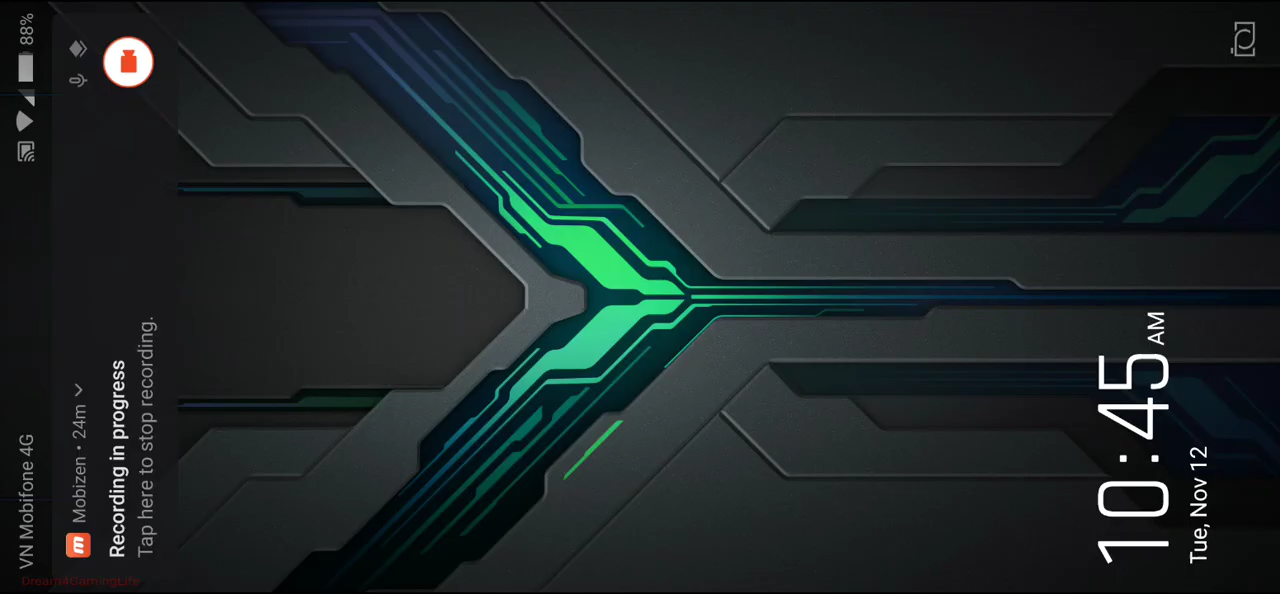 VN Mobifone 4G
88%
Mobizen • 24m
Recording in progress
Tap here to stop recording.
10:45 AM
Tue, Nov 12
Dream4GamingLife